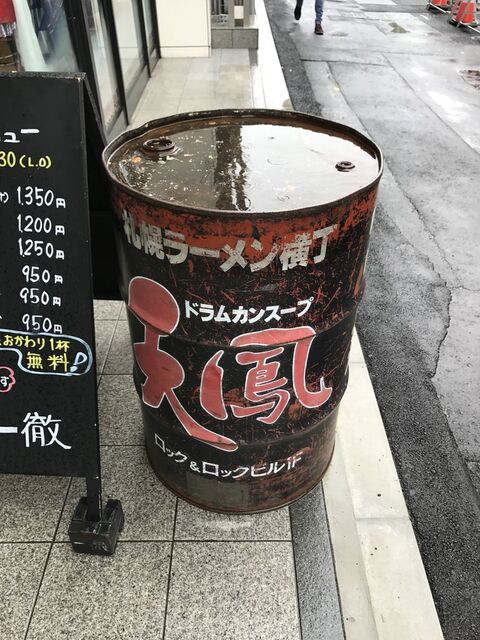 ュー
30(L.O)
1,350円
1,200円
1,250円
950円
950円
950円
おかわり1杯
無料!
す
一徹
札幌ラーメン横丁
ドラムカンスープ
天鳳
ロック&ロックビル1F